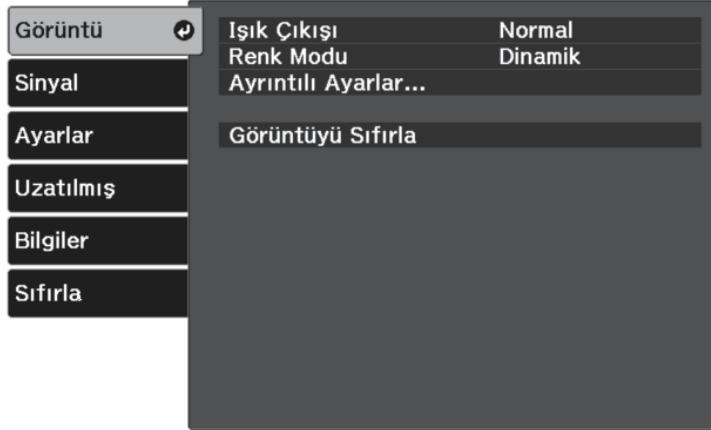 Görüntü
Sinyal
Ayarlar
Uzatılmış
Bilgiler
Sıfırla
Işık Çıkışı Normal
Renk Modu Dinamik
Ayrıntılı Ayarlar...
Görüntüyü Sıfırla